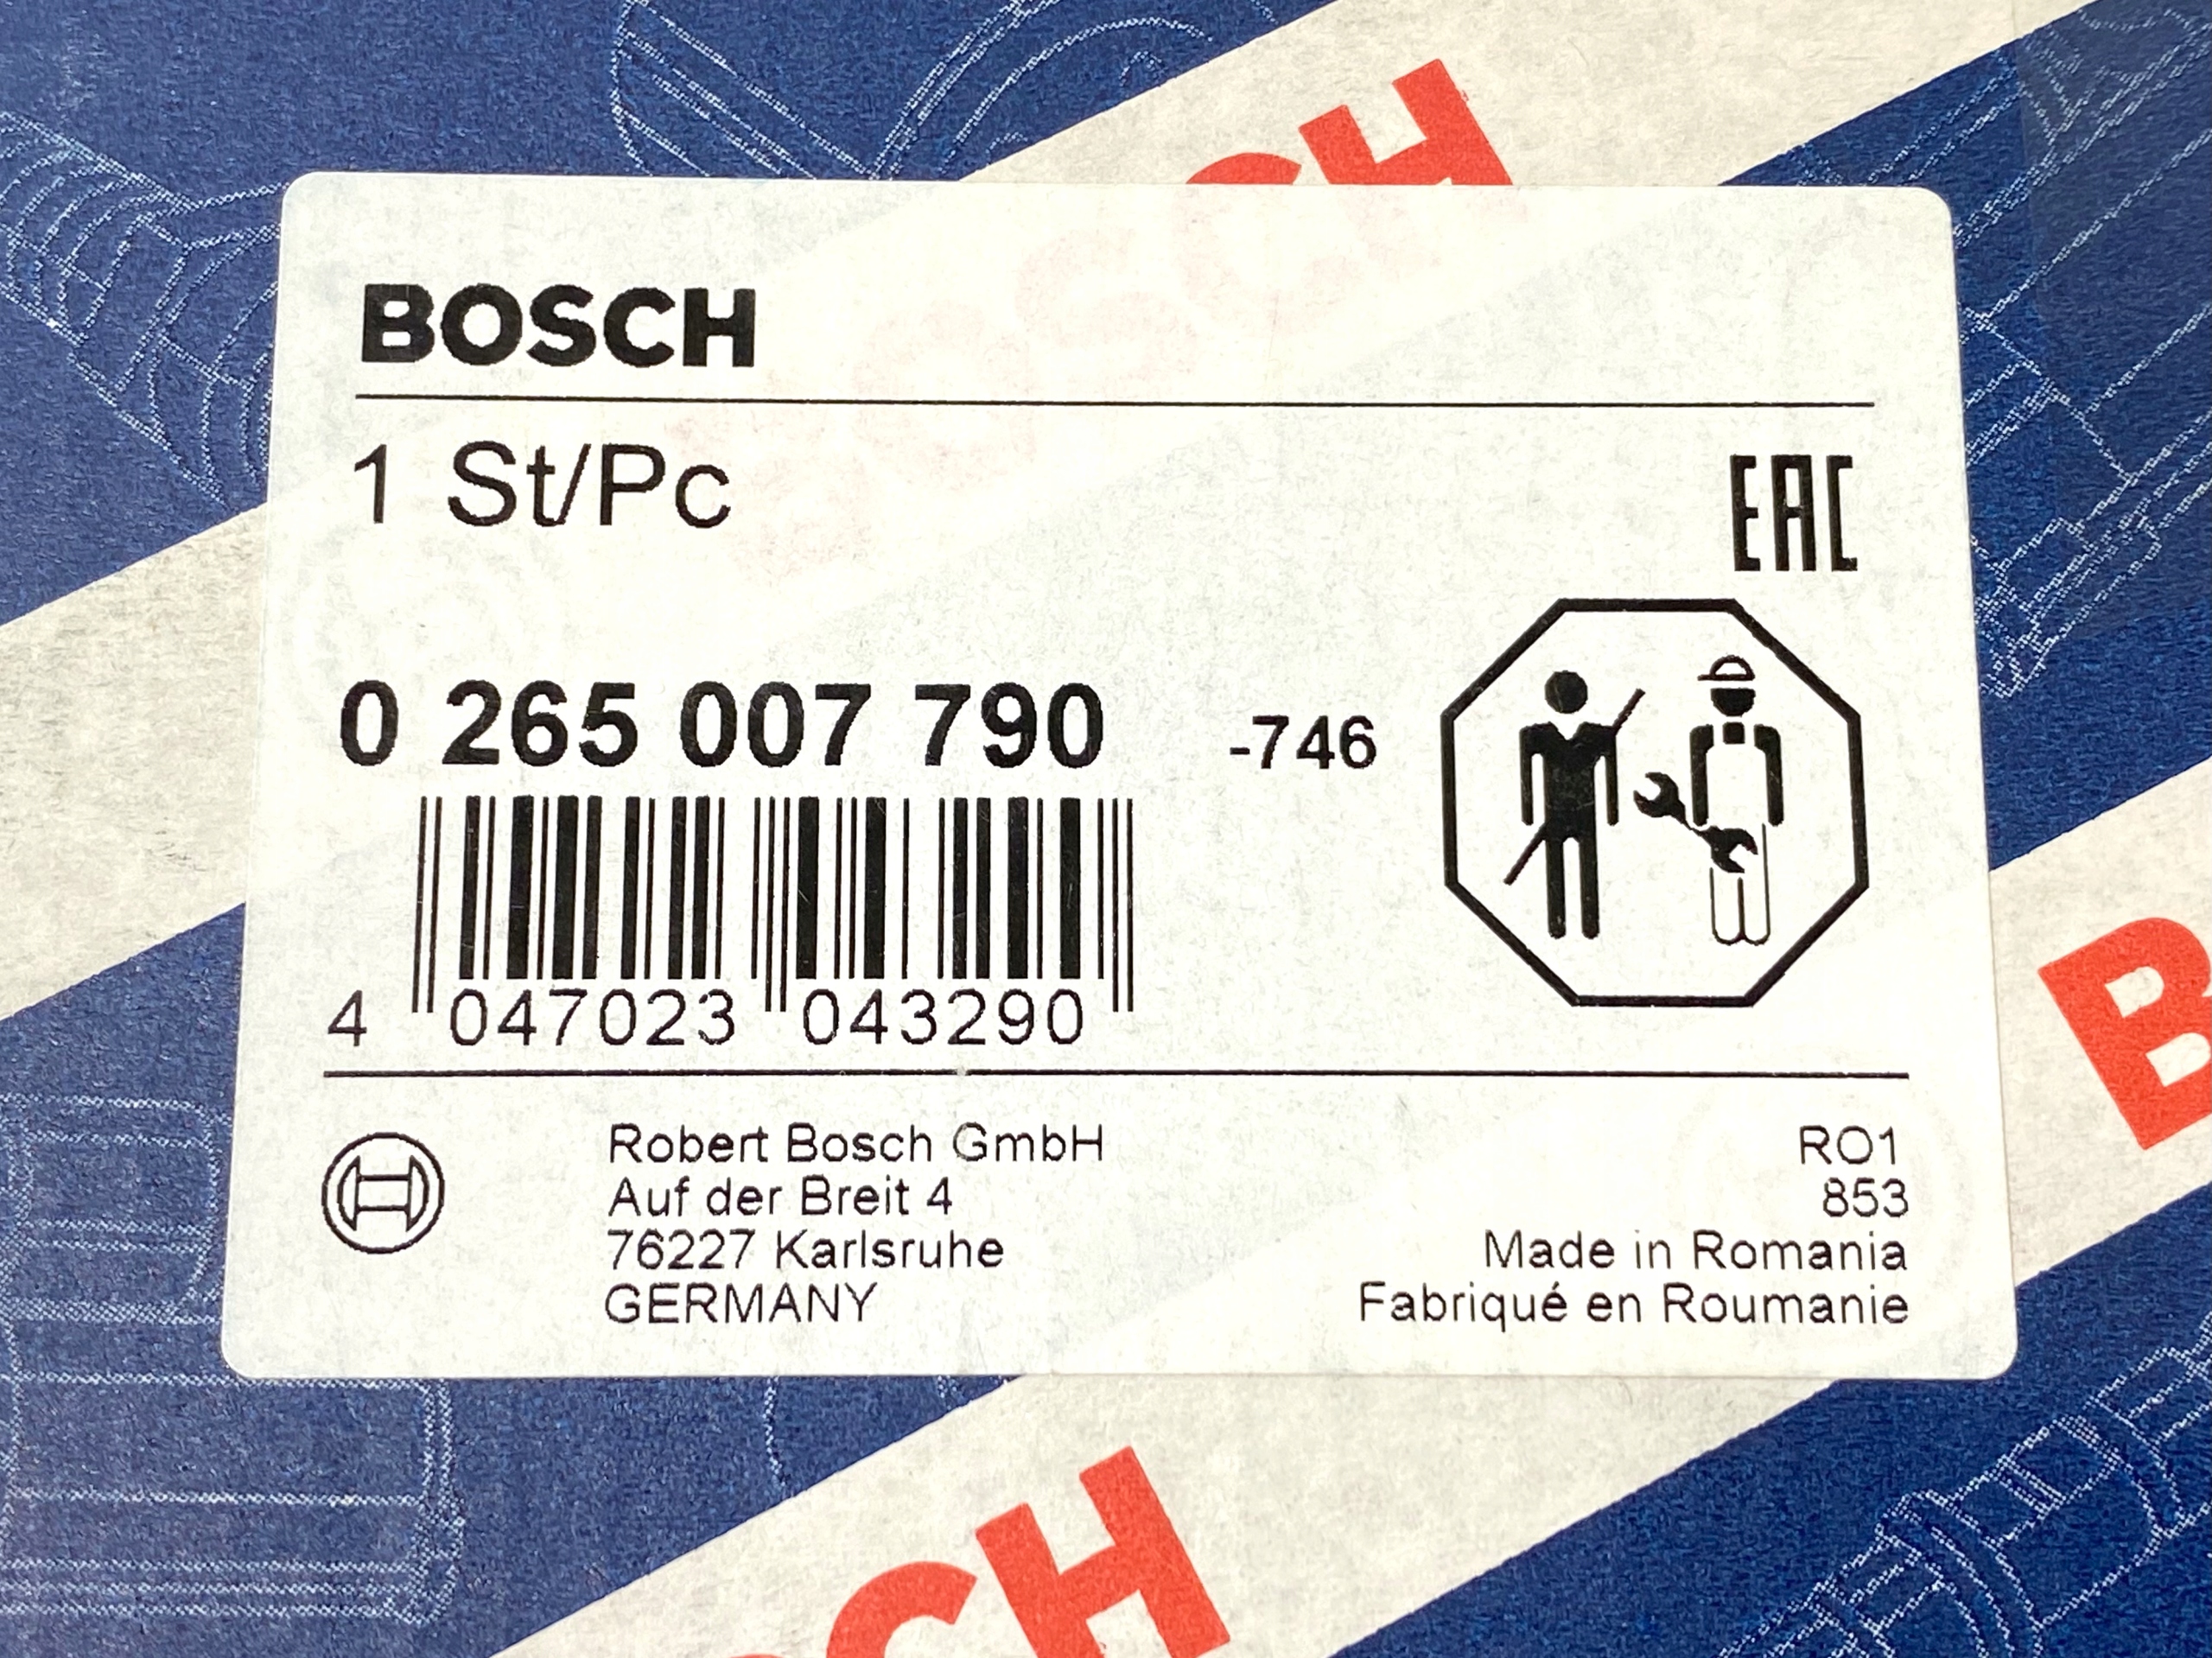 BOSCH
1 St/Pc
EAC
0 265 007 790 -746
4 047023 043290
Robert Bosch GmbH
Auf der Breit 4
76227 Karlsruhe
GERMANY
RO1
853
Made in Romania
Fabriqué en Roumanie